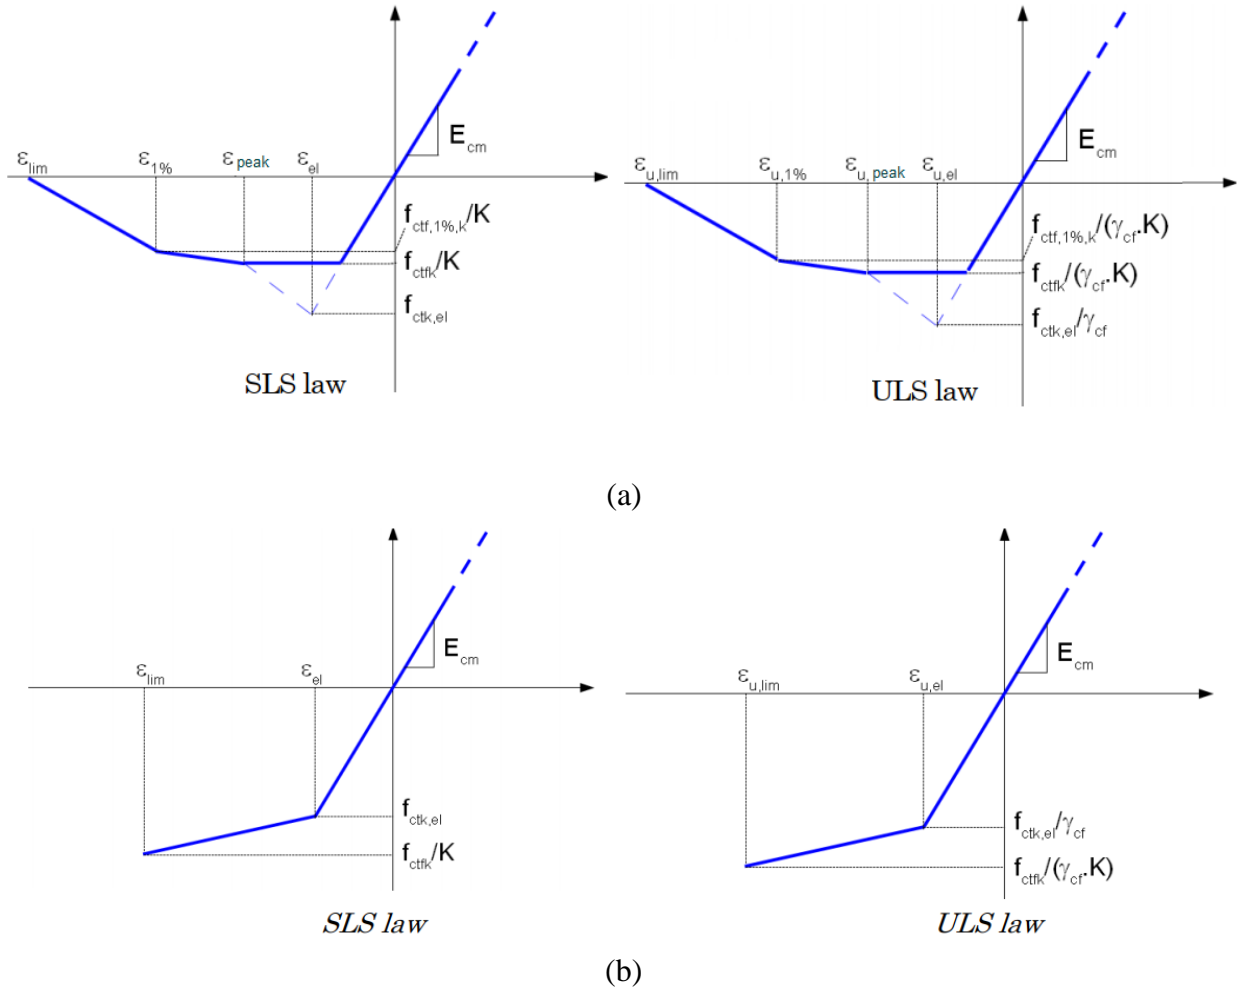 ε_lim ε_1% ε_peak ε_el
E_cm
f_ctf,1%,k/K
f_ctfk/K
f_ctk,el
SLS law
ε_u,lim ε_u,1% ε_u, peak ε_u,el
E_cm
f_ctf,1%,k/(γ_cf.K)
f_ctfk/(γ_cf.K)
f_ctk,el/γ_cf
ULS law
(a)
ε_lim ε_el
E_cm
f_ctk,el
f_ctfk/K
SLS law
ε_u,lim ε_u,el
E_cm
f_ctk,el/γ_cf
f_ctfk/(γ_cf.K)
ULS law
(b)